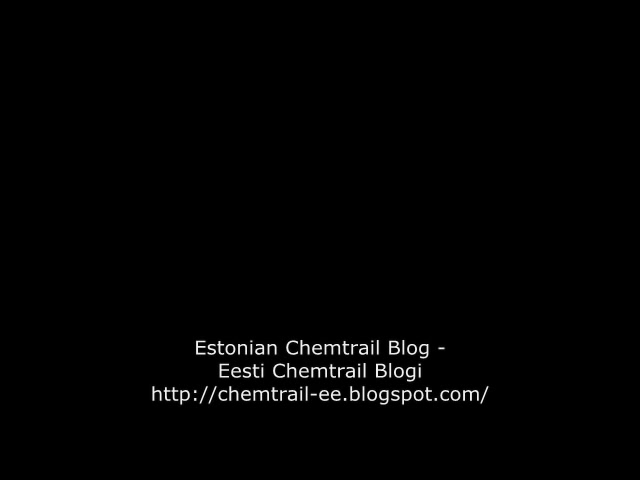 Estonian Chemtrail Blog -
Eesti Chemtrail Blogi
http://chemtrail-ee.blogspot.com/